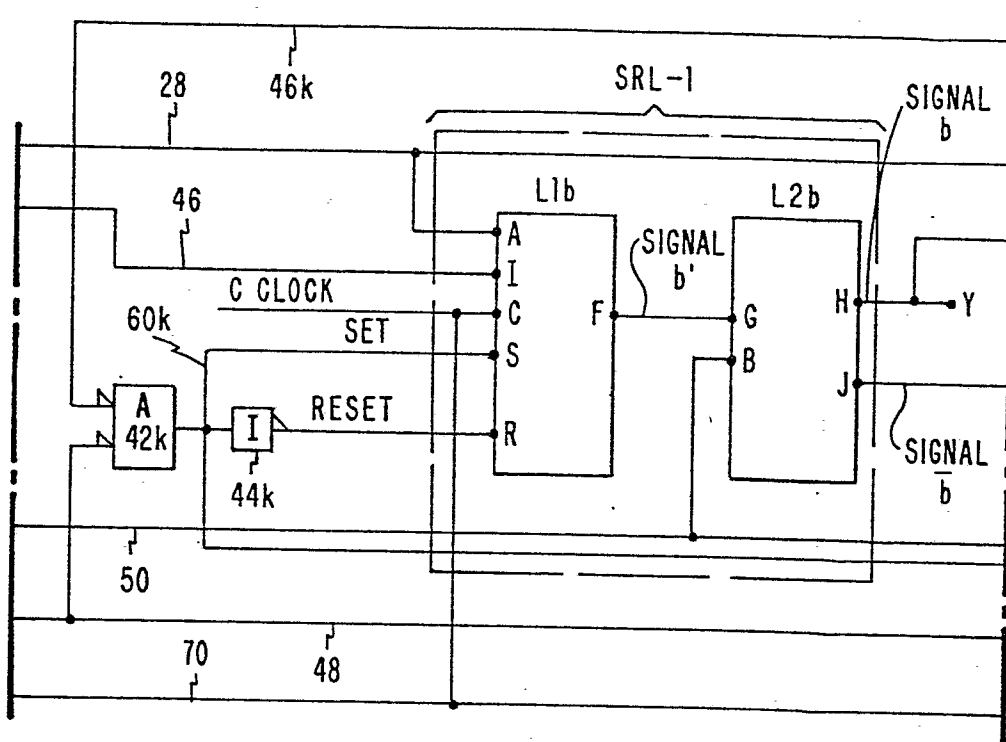 46k
SRL-1
28
SIGNAL
b
L1b
L2b
46
A
I
SIGNAL
b'
C CLOCK
C
F
G
H
Y
60k
SET
S
B
J
A
42k
I
RESET
R
44k
SIGNAL
b̅
50
48
70